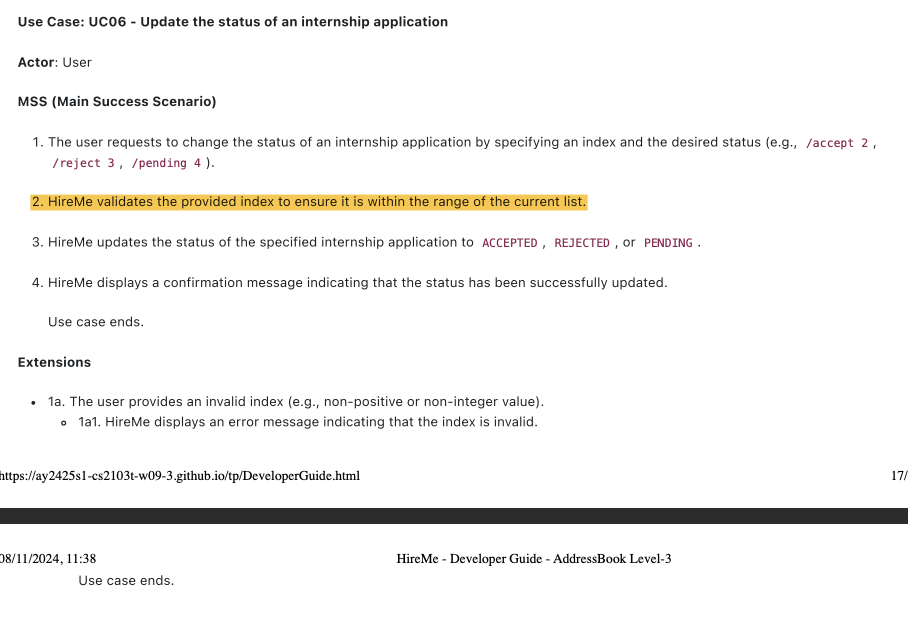 Use Case: UC06 - Update the status of an internship application
Actor: User
MSS (Main Success Scenario)
1. The user requests to change the status of an internship application by specifying an index and the desired status (e.g., /accept 2 ,
/reject 3 , /pending 4 ).
2. HireMe validates the provided index to ensure it is within the range of the current list.
3. HireMe updates the status of the specified internship application to ACCEPTED , REJECTED , or PENDING .
4. HireMe displays a confirmation message indicating that the status has been successfully updated.
Use case ends.
Extensions
• 1a. The user provides an invalid index (e.g., non-positive or non-integer value).
◦ 1a1. HireMe displays an error message indicating that the index is invalid.
https://ay2425s1-cs2103t-w09-3.github.io/tp/DeveloperGuide.html 17/
08/11/2024, 11:38 HireMe - Developer Guide - AddressBook Level-3
Use case ends.